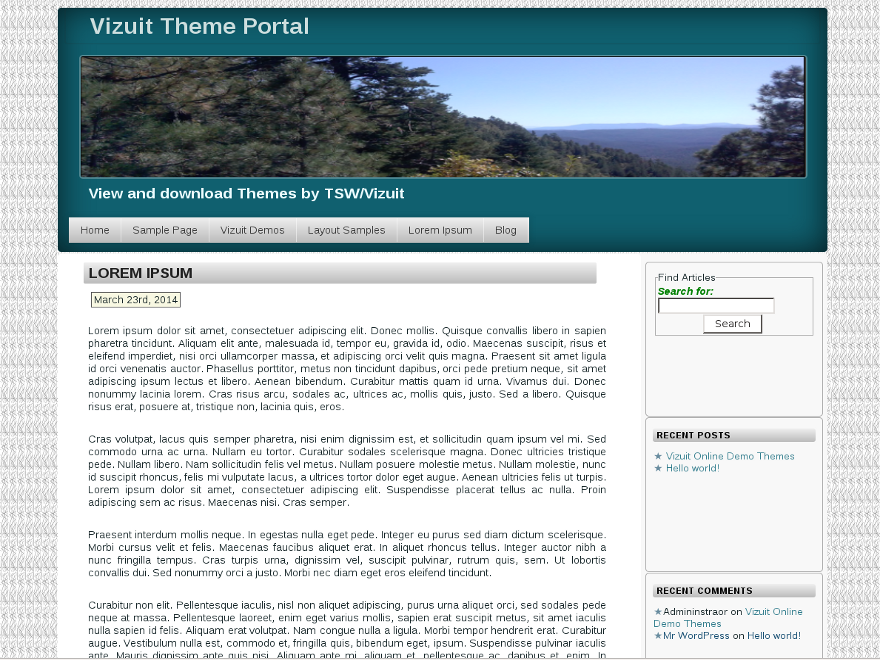 Vizuit Theme Portal
View and download Themes by TSW/Vizuit
Home Sample Page Vizuit Demos Layout Samples Lorem Ipsum Blog
LOREM IPSUM
March 23rd, 2014
Lorem ipsum dolor sit amet, consectetuer adipiscing elit. Donec mollis. Quisque convallis libero in sapien
pharetra tincidunt. Aliquam elit ante, malesuada id, tempor eu, gravida id, odio. Maecenas suscipit, risus et
eleifend imperdiet, nisi orci ullamcorper massa, et adipiscing orci velit quis magna. Praesent sit amet ligula
id orci venenatis auctor. Phasellus porttitor, metus non tincidunt dapibus, orci pede pretium neque, sit amet
adipiscing ipsum lectus et libero. Aenean bibendum. Curabitur mattis quam id urna. Vivamus dui. Donec
nonummy lacinia lorem. Cras risus arcu, sodales ac, ultrices ac, mollis quis, justo. Sed a libero. Quisque
risus erat, posuere at, tristique non, lacinia quis, eros.
Cras volutpat, lacus quis semper pharetra, nisi enim dignissim est, et sollicitudin quam ipsum vel mi. Sed
commodo urna ac urna. Nullam eu tortor. Curabitur sodales scelerisque magna. Donec ultricies tristique
pede. Nullam libero. Nam sollicitudin felis vel metus. Nullam posuere molestie metus. Nullam molestie, nunc
id suscipit rhoncus, felis mi vulputate lacus, a ultrices tortor dolor eget augue. Aenean ultricies felis ut turpis.
Lorem ipsum dolor sit amet, consectetuer adipiscing elit. Suspendisse placerat tellus ac nulla. Proin
adipiscing sem ac risus. Maecenas nisi. Cras semper.
Praesent interdum mollis neque. In egestas nulla eget pede. Integer eu purus sed diam dictum scelerisque.
Morbi cursus velit et felis. Maecenas faucibus aliquet erat. In aliquet rhoncus tellus. Integer auctor nibh a
nunc fringilla tempus. Cras turpis urna, dignissim vel, suscipit pulvinar, rutrum quis, sem. Ut lobortis
convallis dui. Sed nonummy orci a justo. Morbi nec diam eget eros eleifend tincidunt.
Curabitur non elit. Pellentesque iaculis, nisl non aliquet adipiscing, purus urna aliquet orci, sed sodales pede
neque at massa. Pellentesque laoreet, enim eget varius mollis, sapien erat suscipit metus, sit amet iaculis
nulla sapien id felis. Aliquam erat volutpat. Nam congue nulla a ligula. Morbi tempor hendrerit erat. Curabitur
augue. Vestibulum nulla est, commodo et, fringilla quis, bibendum eget, ipsum. Suspendisse pulvinar iaculis
ante. Mauris dignissim ante quis nisi. Aliquam ante mi, aliquam et, pellentesque ac, dapibus et, enim. In
Find Articles
Search for:
Search
RECENT POSTS
★ Vizuit Online Demo Themes
★ Hello world!
RECENT COMMENTS
★Admininstraor on Vizuit Online
Demo Themes
★Mr WordPress on Hello world!